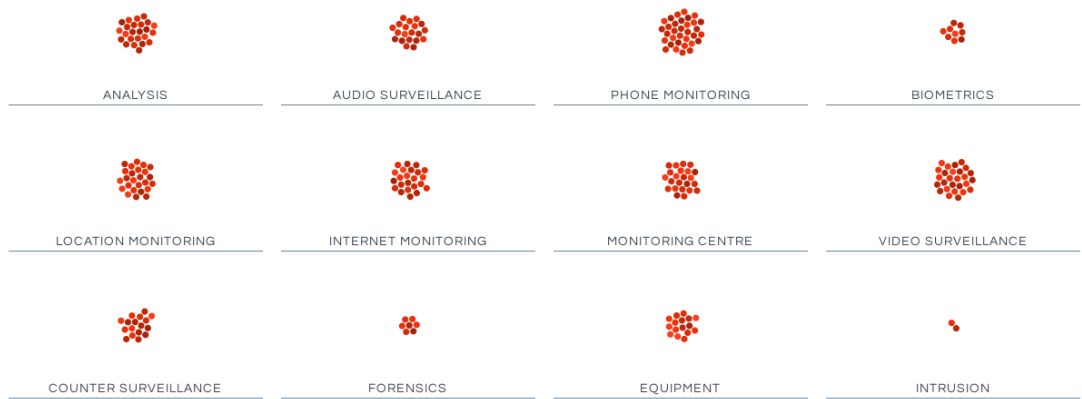 ANALYSIS
AUDIO SURVEILLANCE
PHONE MONITORING
BIOMETRICS
LOCATION MONITORING
INTERNET MONITORING
MONITORING CENTRE
VIDEO SURVEILLANCE
COUNTER SURVEILLANCE
FORENSICS
EQUIPMENT
INTRUSION